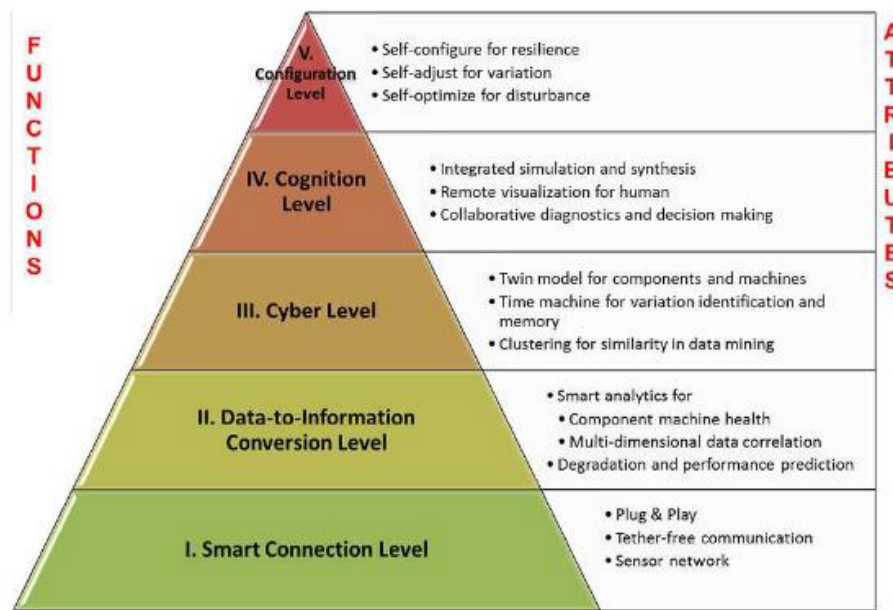 FUNCTIONS
ATTRIBUTES
V.
Configuration
Level
• Self-configure for resilience
• Self-adjust for variation
• Self-optimize for disturbance
IV. Cognition
Level
• Integrated simulation and synthesis
• Remote visualization for human
• Collaborative diagnostics and decision making
III. Cyber Level
• Twin model for components and machines
• Time machine for variation identification and
memory
• Clustering for similarity in data mining
II. Data-to-Information
Conversion Level
• Smart analytics for
• Component machine health
• Multi-dimensional data correlation
• Degradation and performance prediction
I. Smart Connection Level
• Plug & Play
• Tether-free communication
• Sensor network